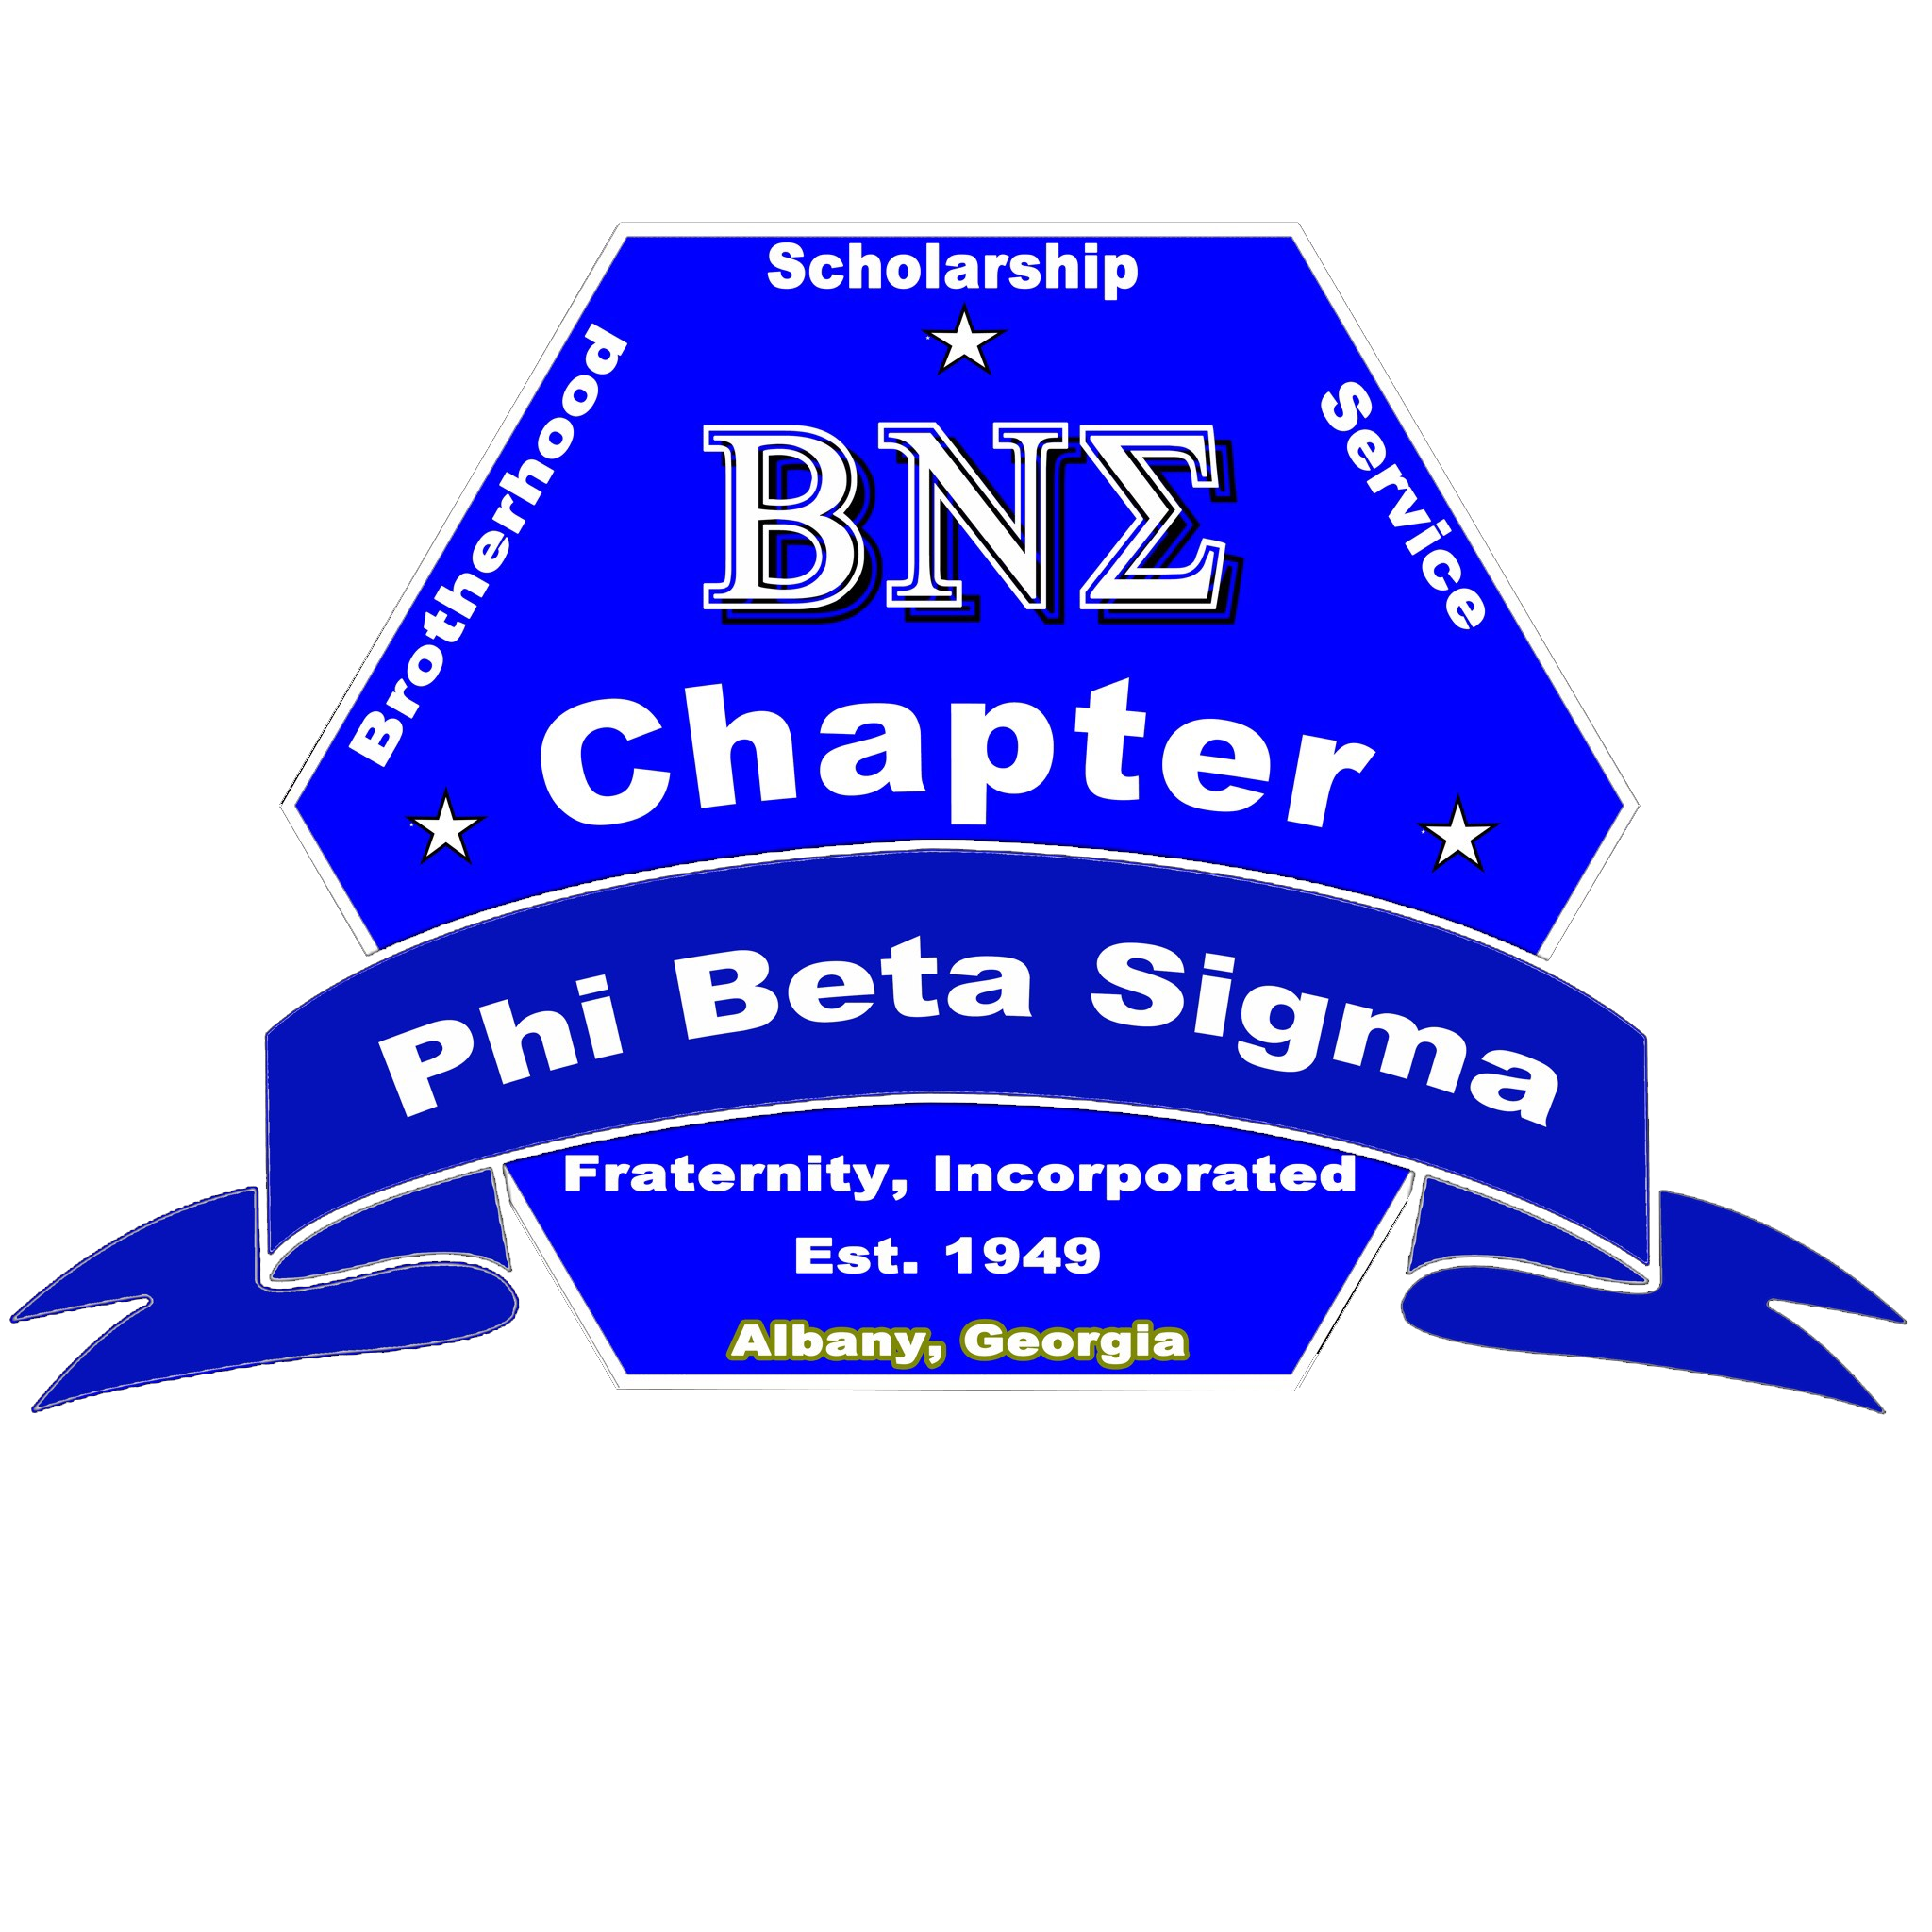 Scholarship
Brotherhood
Service
ΒΝΣ
Chapter
Phi Beta Sigma
Fraternity, Incorporated
Est. 1949
Albany, Georgia